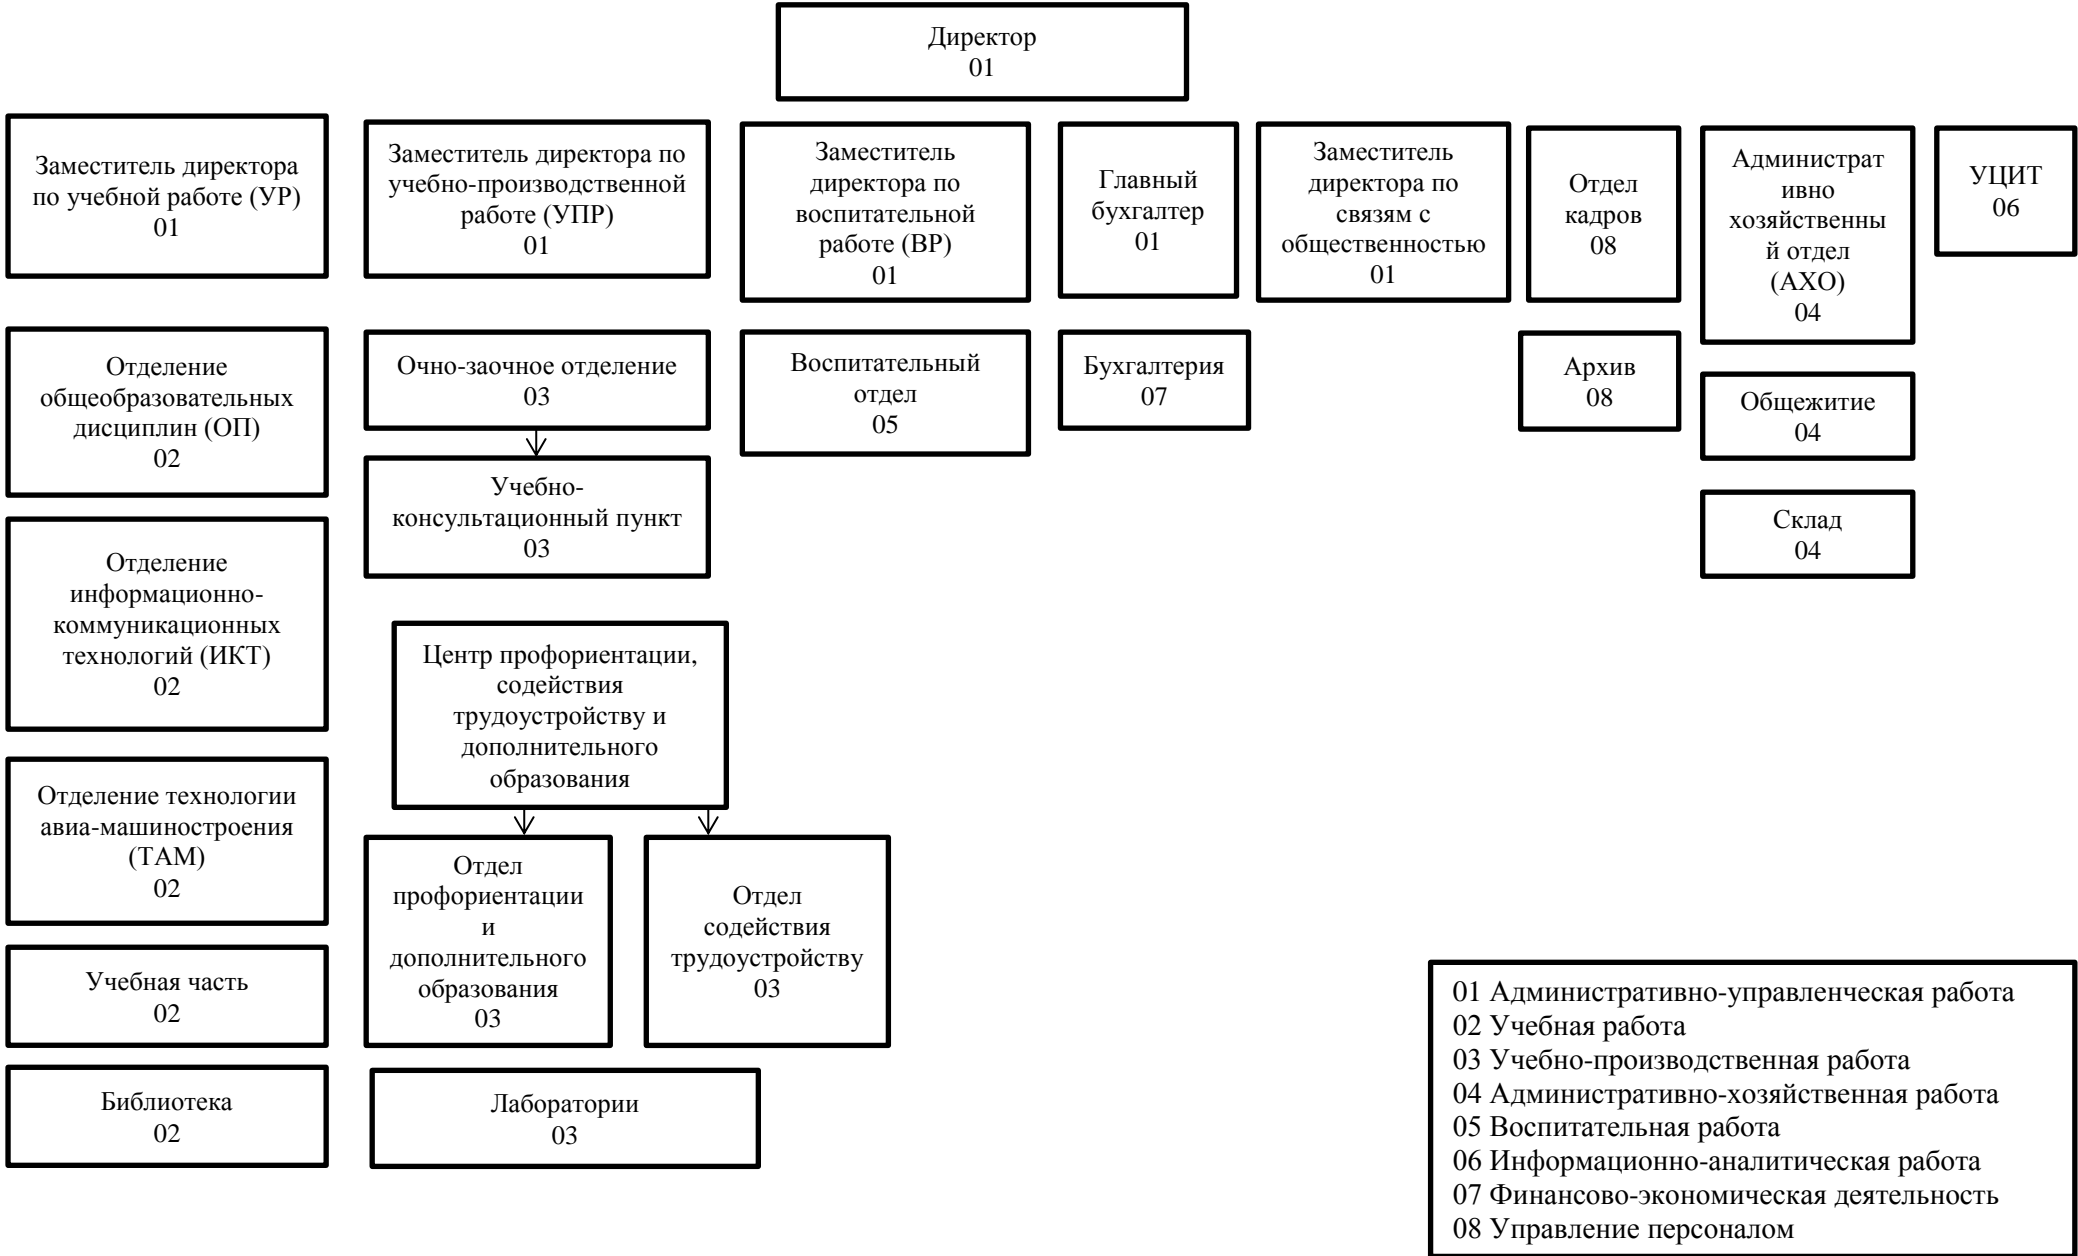 Директор
01
Заместитель директора
по учебной работе (УР)
01
Заместитель директора по
учебно-производственной
работе (УПР)
01
Заместитель
директора по
воспитательной
работе (ВР)
01
Главный
бухгалтер
01
Заместитель
директора по
связям с
общественностью
01
Отдел
кадров
08
Администрат
ивно
хозяйственны
й отдел
(АХО)
04
УЦИТ
06
Отделение
общеобразовательных
дисциплин (ОП)
02
Очно-заочное отделение
03
Воспитательный
отдел
05
Бухгалтерия
07
Архив
08
Общежитие
04
Учебно-
консультационный пункт
03
Склад
04
Отделение
информационно-
коммуникационных
технологий (ИКТ)
02
Центр профориентации,
содействия
трудоустройству и
дополнительного
образования
Отделение технологии
авиа-машиностроения
(ТАМ)
02
Отдел
профориентации
и
дополнительного
образования
03
Отдел
содействия
трудоустройству
03
Учебная часть
02
Библиотека
02
Лаборатории
03
01 Административно-управленческая работа
02 Учебная работа
03 Учебно-производственная работа
04 Административно-хозяйственная работа
05 Воспитательная работа
06 Информационно-аналитическая работа
07 Финансово-экономическая деятельность
08 Управление персоналом